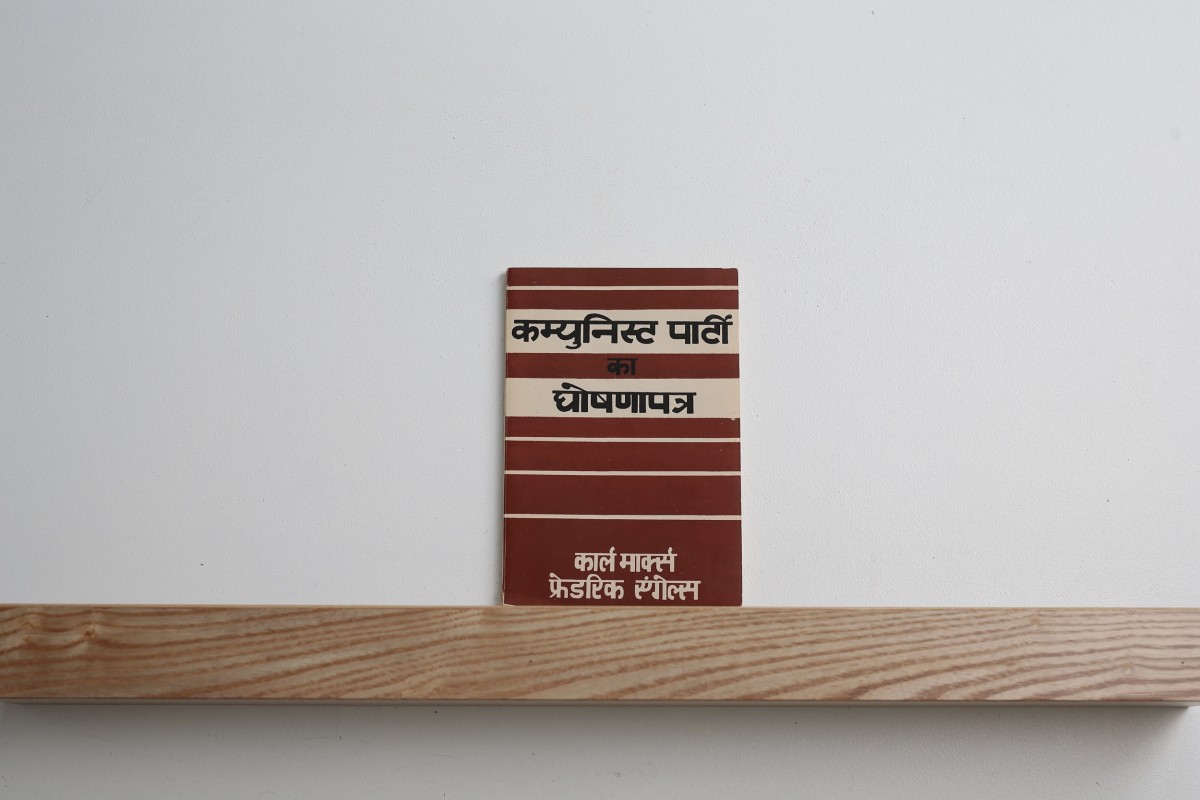 कम्युनिस्ट पार्टी
का
घोषणापत्र
कार्ल मार्क्स
फ्रेडरिक एंगेल्स